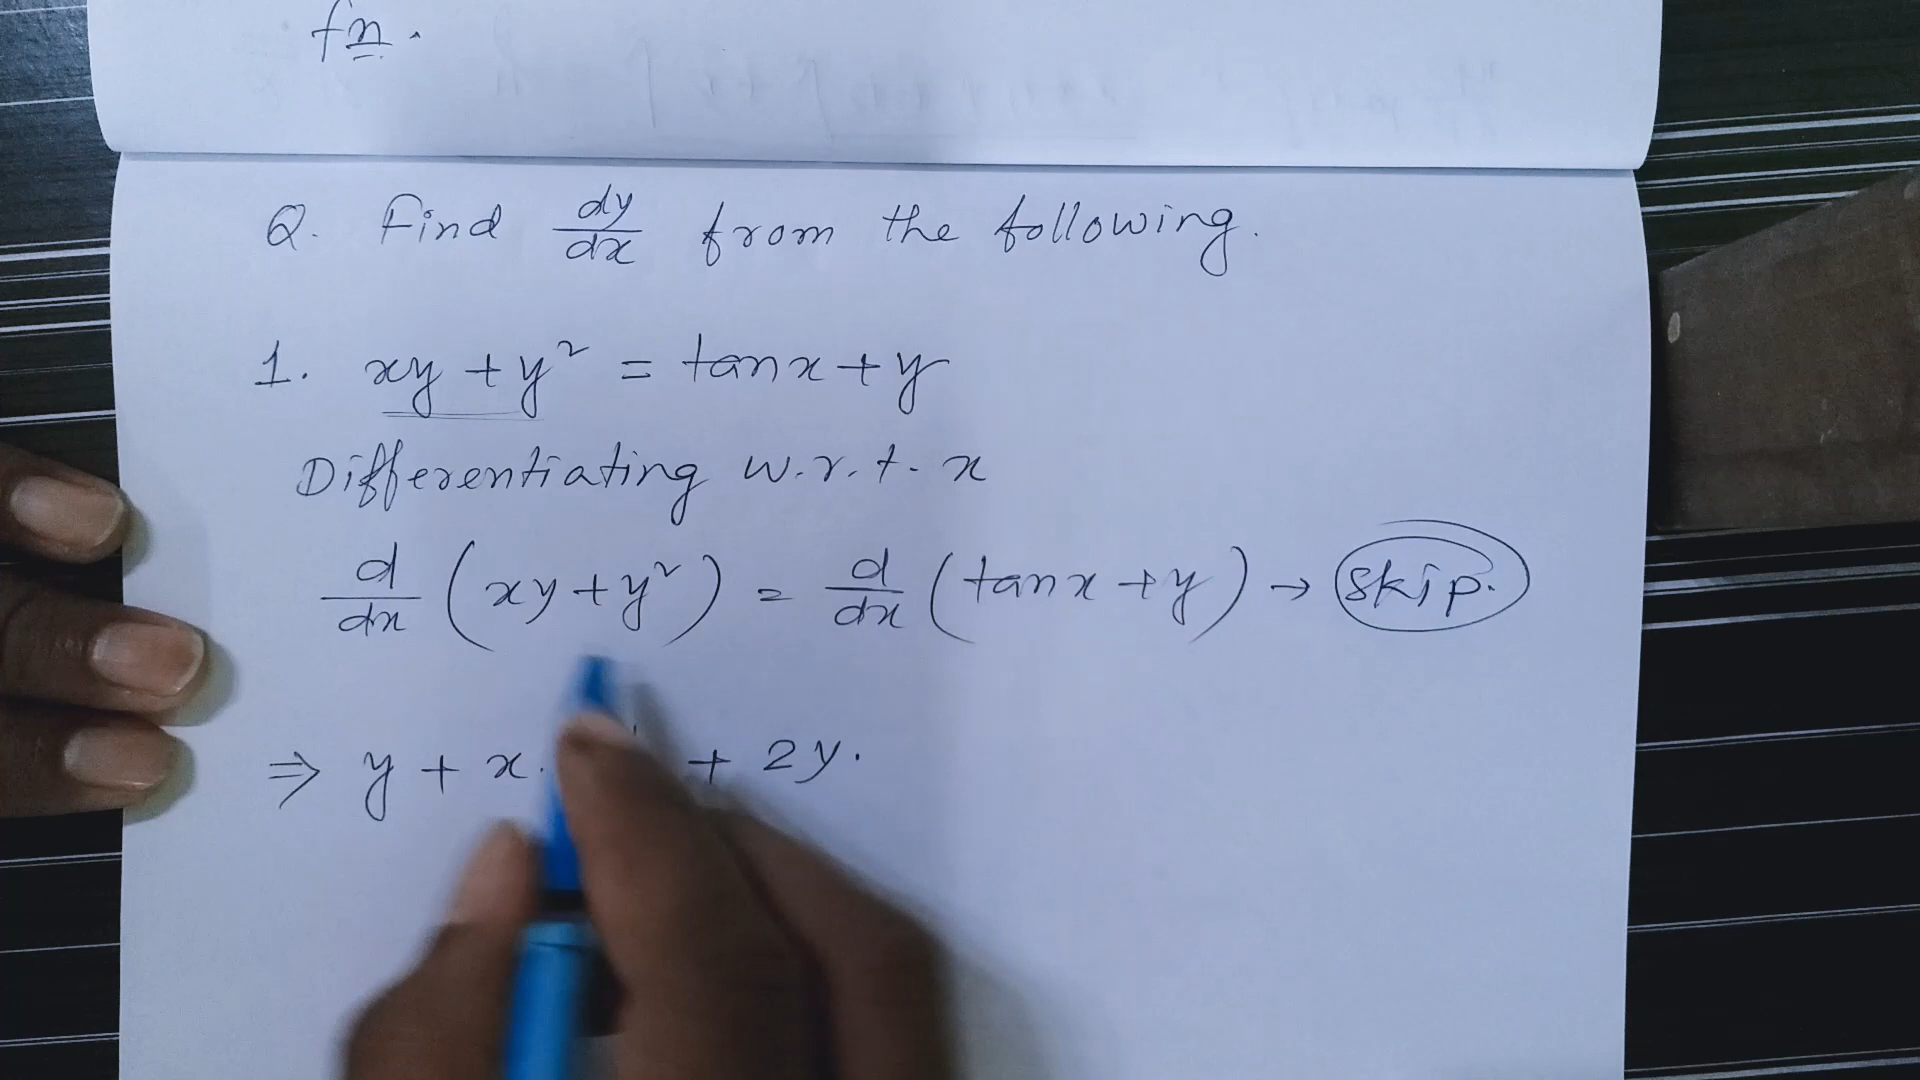 fn.
Q. Find dy/dx from the following.
1. xy + y² = tanx + y
Differentiating w.r.t. x
d/dx (xy + y²) = d/dx (tanx + y) → skip.
⇒ y + x. + 2y.